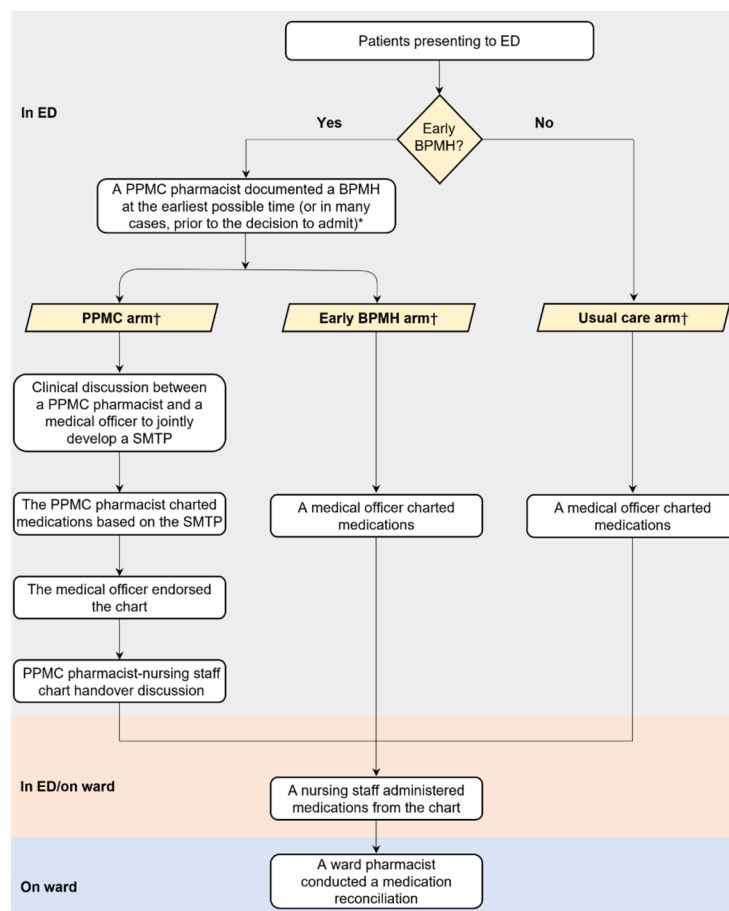 Patients presenting to ED
In ED
Early
BPMH?
Yes
No
A PPMC pharmacist documented a BPMH
at the earliest possible time (or in many
cases, prior to the decision to admit)*
PPMC arm†
Early BPMH arm†
Usual care arm†
Clinical discussion between
a PPMC pharmacist and a
medical officer to jointly
develop a SMTP
The PPMC pharmacist charted
medications based on the SMTP
A medical officer charted
medications
A medical officer charted
medications
The medical officer endorsed
the chart
PPMC pharmacist-nursing staff
chart handover discussion
In ED/on ward
A nursing staff administered
medications from the chart
On ward
A ward pharmacist
conducted a medication
reconciliation